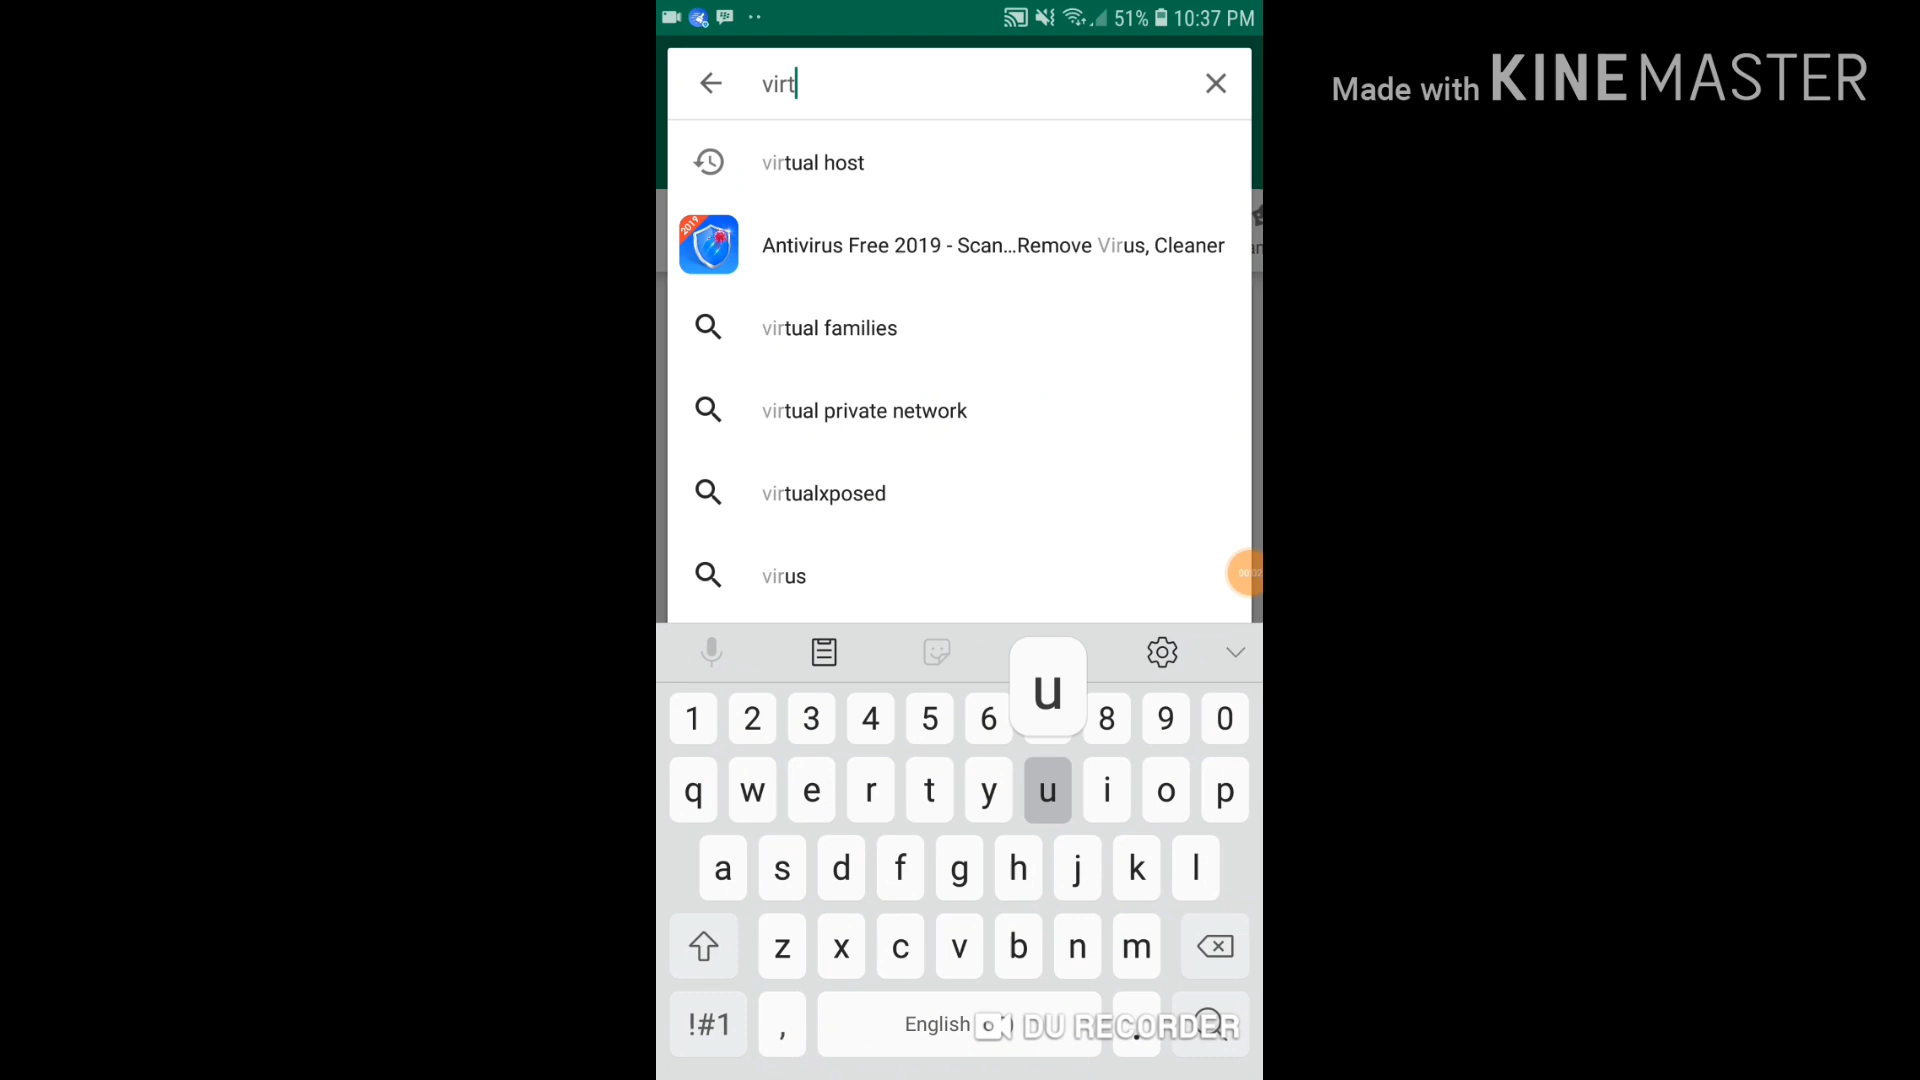 51% 10:37 PM
Made with KINEMASTER
virt
virtual host
2019
Antivirus Free 2019 - Scan...Remove Virus, Cleaner
virtual families
virtual private network
virtualxposed
virus
u
1 2 3 4 5 6 8 9 0
q w e r t y u i o p
a s d f g h j k l
z x c v b n m
!#1 , English .
DU RECORDER